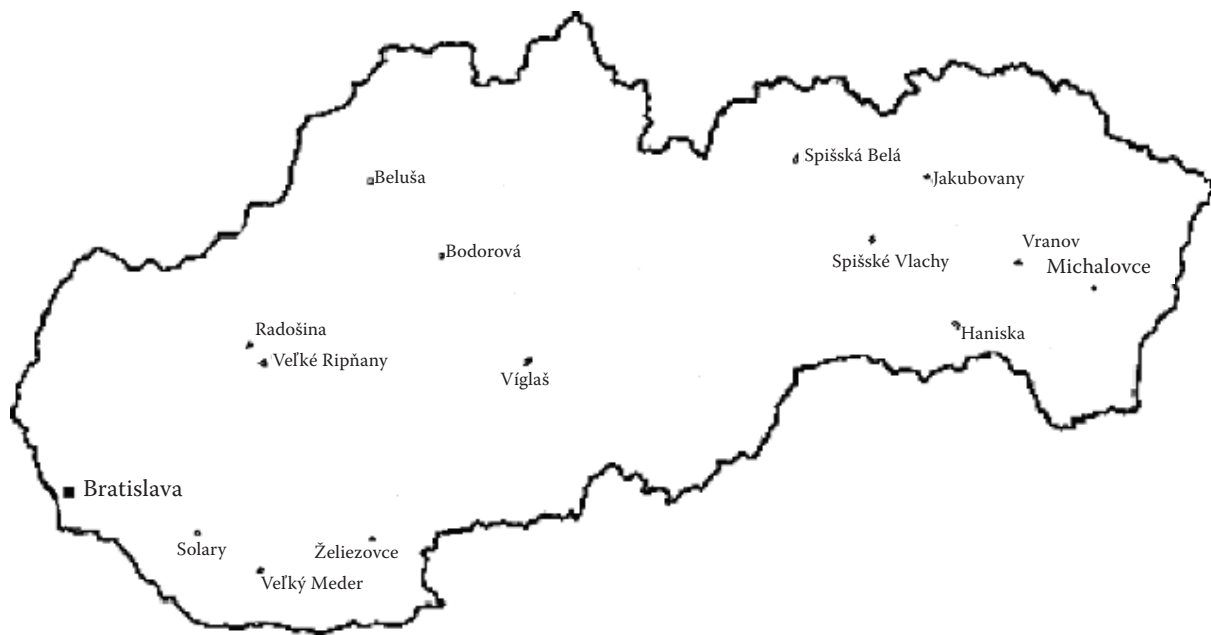 Spišská Belá
Beluša
Jakubovany
Bodorová
Vranov
Spišské Vlachy
Michalovce
Radošina
Haniska
Veľké Ripňany
Víglaš
Bratislava
Solary
Želiezovce
Veľký Meder